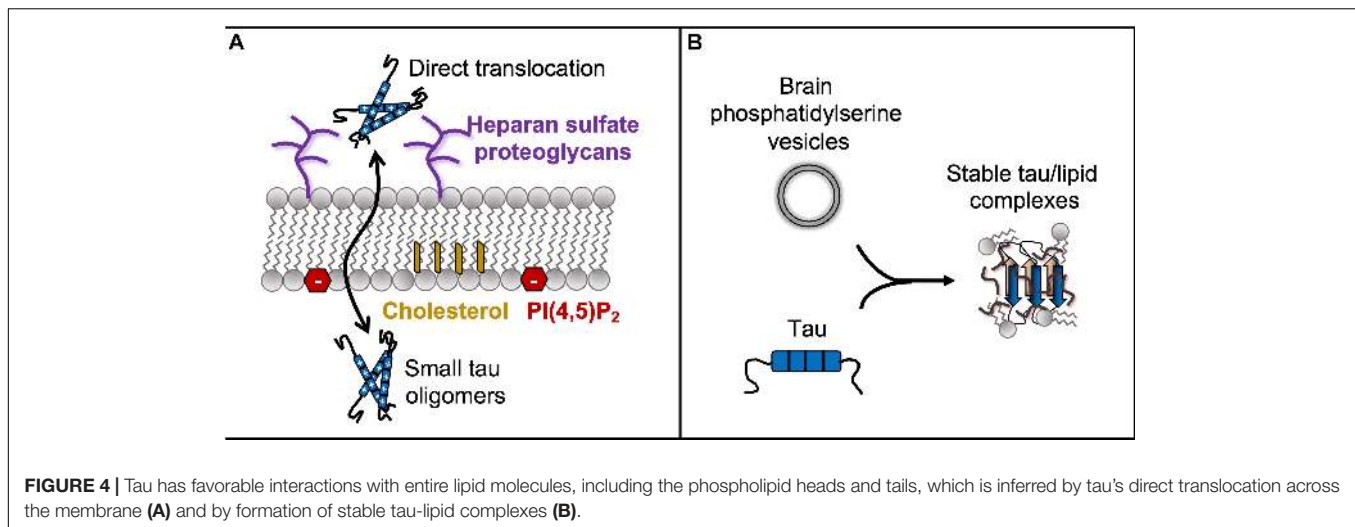 A
Direct translocation
Heparan sulfate
proteoglycans
-
-
Cholesterol PI(4,5)P₂
Small tau
oligomers
B
Brain
phosphatidylserine
vesicles
Stable tau/lipid
complexes
Tau
FIGURE 4 | Tau has favorable interactions with entire lipid molecules, including the phospholipid heads and tails, which is inferred by tau's direct translocation across
the membrane (A) and by formation of stable tau-lipid complexes (B).